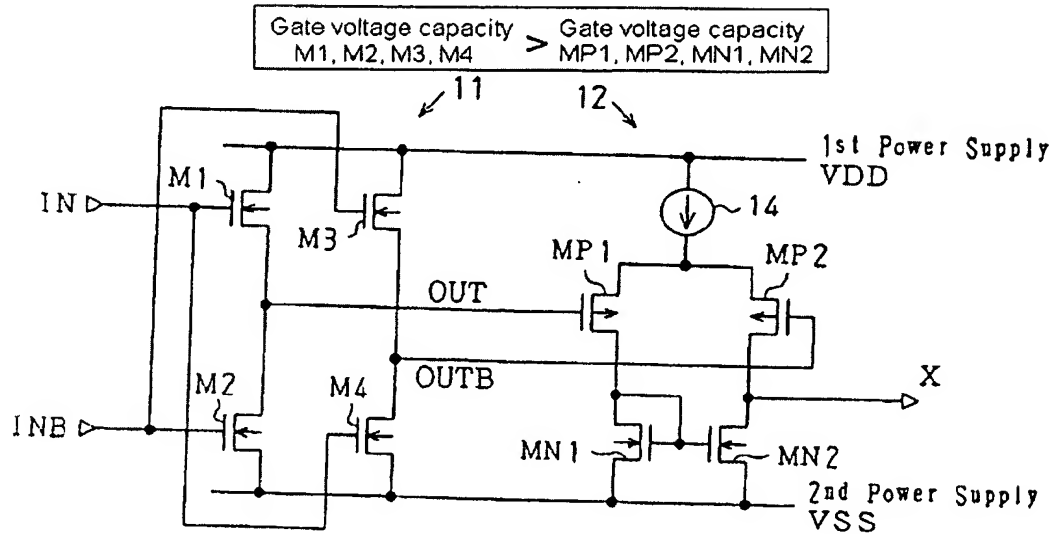 Gate voltage capacity
M1, M2, M3, M4
>
Gate voltage capacity
MP1, MP2, MN1, MN2
11
12
1st Power Supply
VDD
M1
IN
M3
14
MP1
MP2
OUT
OUTB
M2
M4
X
INB
MN1
MN2
2nd Power Supply
VSS